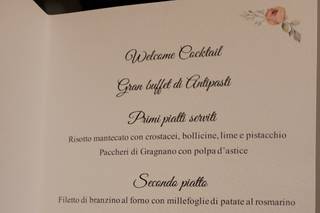 Welcome Cocktail
Gran buffet di Antipasti
Primi piatti serviti
Risotto mantecato con crostacei, bollicine, lime e pistacchio
Paccheri di Gragnano con polpa d'astice
Secondo piatto
Filetto di branzino al forno con millefoglie di patate al rosmarino